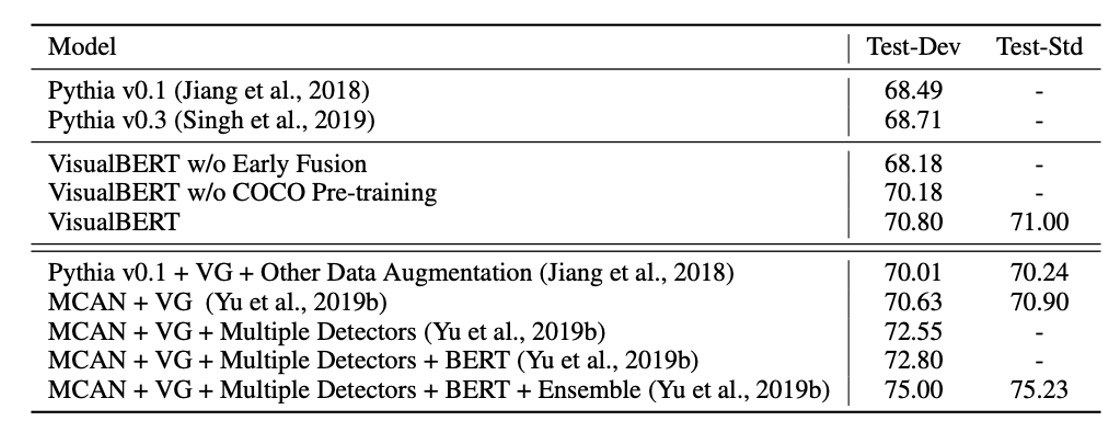 Model Test-Dev Test-Std
Pythia v0.1 (Jiang et al., 2018) 68.49 -
Pythia v0.3 (Singh et al., 2019) 68.71 -
VisualBERT w/o Early Fusion 68.18 -
VisualBERT w/o COCO Pre-training 70.18 -
VisualBERT 70.80 71.00
Pythia v0.1 + VG + Other Data Augmentation (Jiang et al., 2018) 70.01 70.24
MCAN + VG (Yu et al., 2019b) 70.63 70.90
MCAN + VG + Multiple Detectors (Yu et al., 2019b) 72.55 -
MCAN + VG + Multiple Detectors + BERT (Yu et al., 2019b) 72.80 -
MCAN + VG + Multiple Detectors + BERT + Ensemble (Yu et al., 2019b) 75.00 75.23